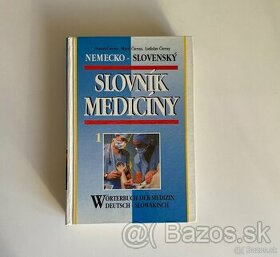 NEMECKO - SLOVENSKÝ
SLOVNÍK
MEDICÍNY
1
WÖRTERBUCH DER MEDIZIN
DEUTSCH - SLOWAKISCH
Bazos.sk